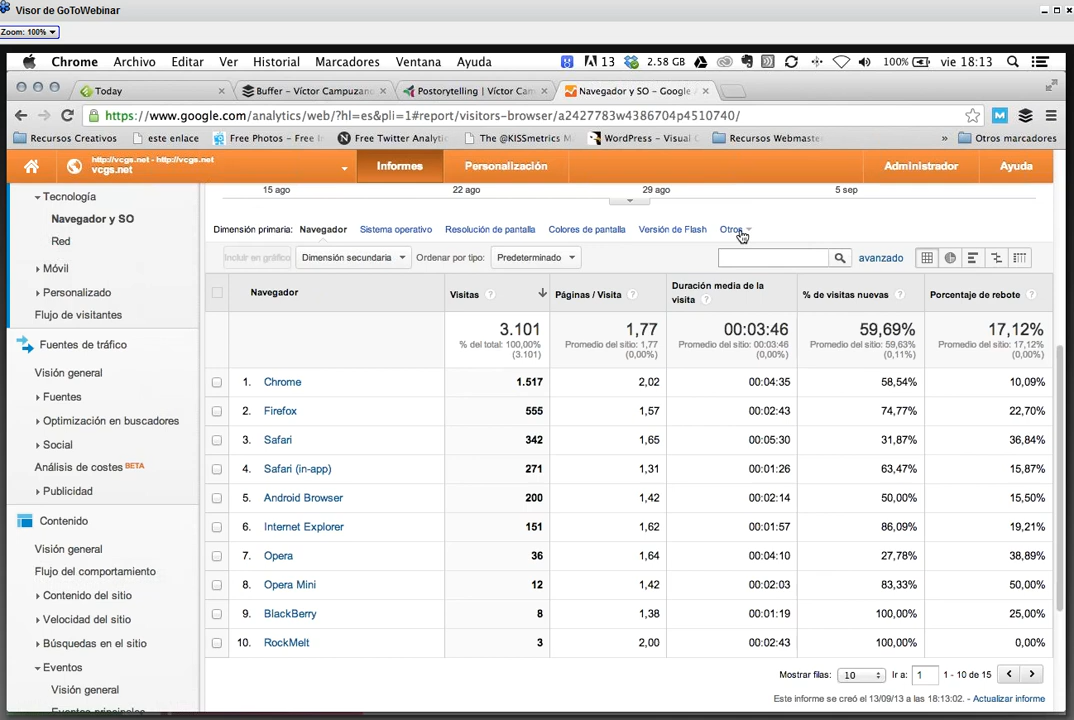 Visor de GoToWebinar
Zoom: 100%
Chrome Archivo Editar Ver Historial Marcadores Ventana Ayuda 13 2.58 GB 100% vie 18:13
Today Buffer - Víctor Campuzano Postorytelling | Víctor Cam Navegador y SO - Google A
https://www.google.com/analytics/web/?hl=es&pli=1#report/visitors-browser/a2427783w4386704p4510740/
Recursos Creativos este enlace Free Photos - Free I Free Twitter Analytic The @KISSmetrics M WordPress - Visual Recursos Webmaste » Otros marcadores
http://vcgs.net - http://vcgs.net
vcgs.net
Informes Personalización Administrador Ayuda
Tecnología
Navegador y SO
Red
Móvil
Personalizado
Flujo de visitantes
Fuentes de tráfico
Visión general
Fuentes
Optimización en buscadores
Social
Análisis de costes BETA
Publicidad
Contenido
Visión general
Flujo del comportamiento
Contenido del sitio
Velocidad del sitio
Búsquedas en el sitio
Eventos
Visión general
Eventos principales
15 ago 22 ago 29 ago 5 sep
Dimensión primaria: Navegador Sistema operativo Resolución de pantalla Colores de pantalla Versión de Flash Otros
Incluir en gráfico Dimensión secundaria Ordenar por tipo: Predeterminado avanzado
Navegador Visitas ? Páginas / Visita ? Duración media de la visita ? % de visitas nuevas ? Porcentaje de rebote ?
3.101 1,77 00:03:46 59,69% 17,12%
% del total: 100,00% Promedio del sitio: 1,77 Promedio del sitio: 00:03:46 Promedio del sitio: 59,63% Promedio del sitio: 17,12%
(3.101) (0,00%) (0,00%) (0,11%) (0,00%)
1. Chrome 1.517 2,02 00:04:35 58,54% 10,09%
2. Firefox 555 1,57 00:02:43 74,77% 22,70%
3. Safari 342 1,65 00:05:30 31,87% 36,84%
4. Safari (in-app) 271 1,31 00:01:26 63,47% 15,87%
5. Android Browser 200 1,42 00:02:14 50,00% 15,50%
6. Internet Explorer 151 1,62 00:01:57 86,09% 19,21%
7. Opera 36 1,64 00:04:10 27,78% 38,89%
8. Opera Mini 12 1,42 00:02:03 83,33% 50,00%
9. BlackBerry 8 1,38 00:01:19 100,00% 25,00%
10. RockMelt 3 2,00 00:02:43 100,00% 0,00%
Mostrar filas: 10 Ir a: 1 1 - 10 de 15
Este informe se creó el 13/09/13 a las 18:13:02. - Actualizar informe